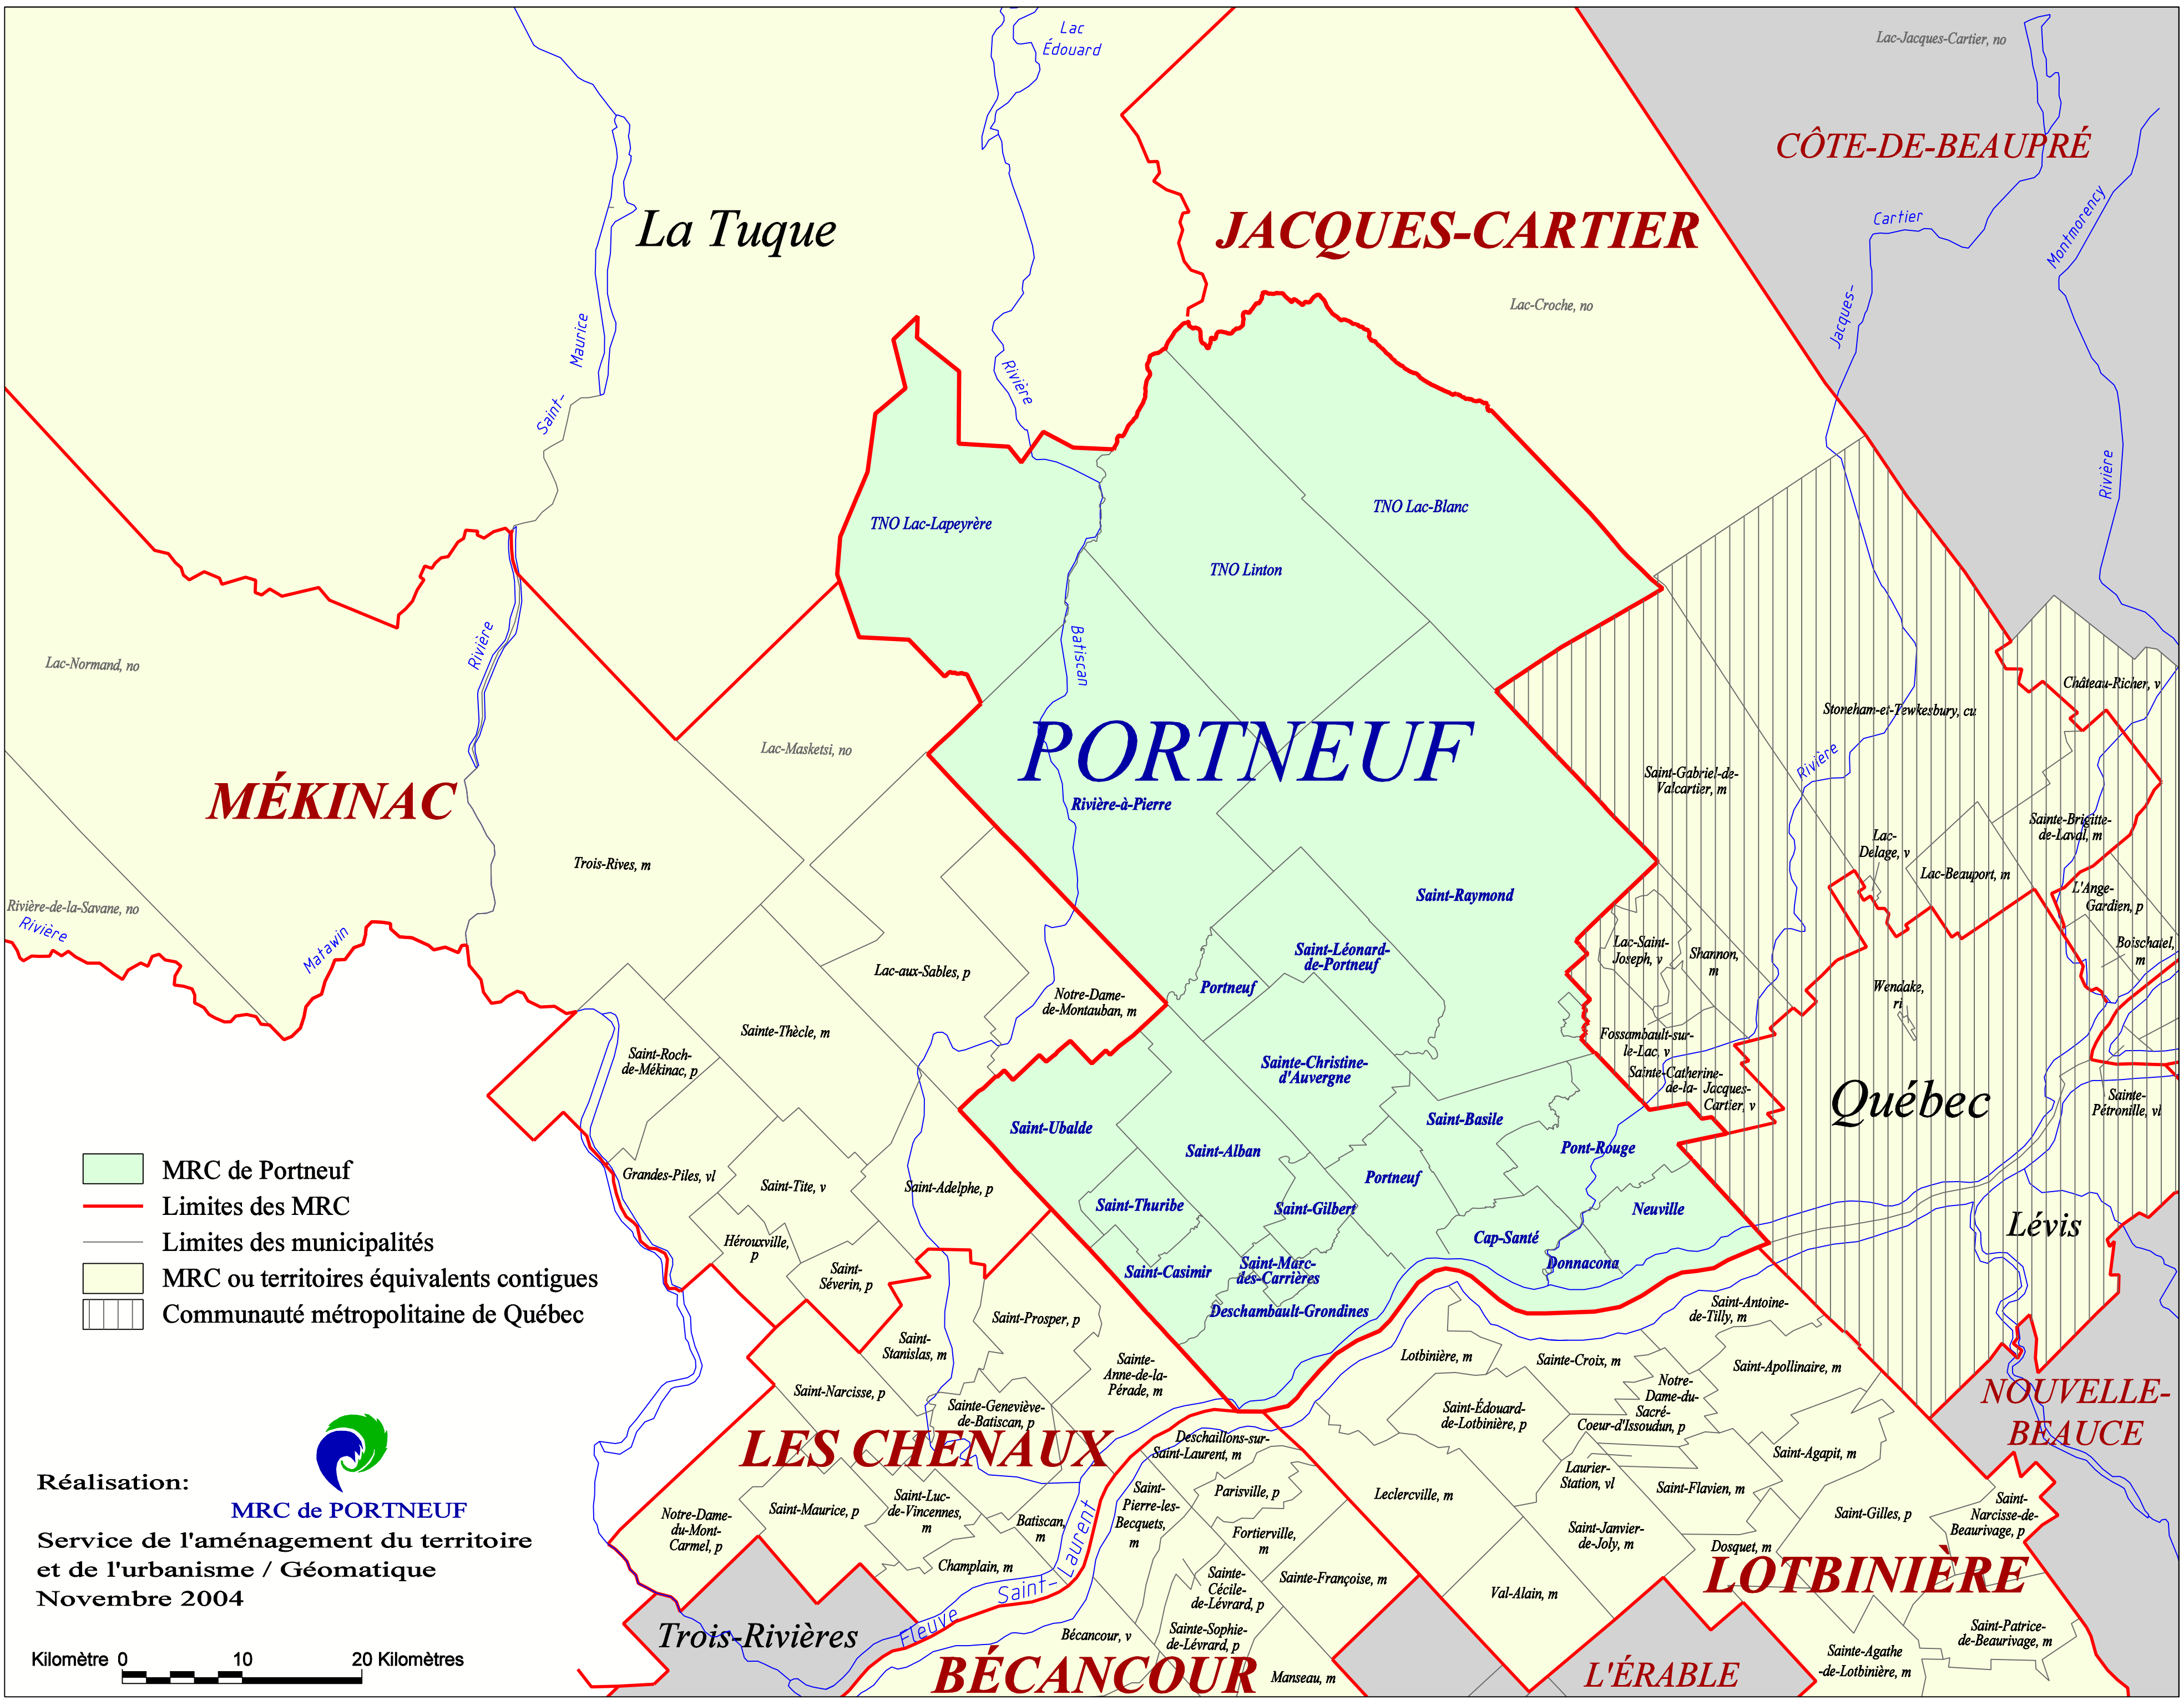 Lac
Édouard
Lac-Jacques-Cartier, no
CÔTE-DE-BEAUPRÉ
La Tuque
JACQUES-CARTIER
Cartier
Montmorency
Jacques-
Lac-Croche, no
Maurice
Saint-
Rivière
Rivière
TNO Lac-Lapeyrère
TNO Lac-Blanc
TNO Linton
Rivière
Batiscan
Lac-Normand, no
Château-Richer, v
Stoneham-et-Tewkesbury, cu
Lac-Masketsi, no
PORTNEUF
Rivière
Saint-Gabriel-de-
Valcartier, m
MÉKINAC
Rivière-à-Pierre
Sainte-Brigitte-
de-Laval, m
Lac-
Delage, v
Trois-Rives, m
Lac-Beauport, m
Saint-Raymond
L'Ange-
Gardien, p
Rivière-de-la-Savane, no
Rivière
Matawin
Lac-aux-Sables, p
Saint-Léonard-
de-Portneuf
Lac-Saint-
Joseph, v
Shannon,
m
Boischatel,
m
Portneuf
Wendake,
ri
Notre-Dame-
de-Montauban, m
Sainte-Thècle, m
Fossambault-sur-
le-Lac, v
Saint-Roch-
de-Mékinac, p
Sainte-Christine-
d'Auvergne
Sainte-Catherine-
de-la-
Jacques-
Cartier, v
Québec
Sainte-
Pétronille, vl
Saint-Ubalde
Saint-Basile
Saint-Alban
Pont-Rouge
Grandes-Piles, vl
Saint-Tite, v
Saint-Adelphe, p
Portneuf
Saint-Thuribe
Saint-Gilbert
Neuville
Lévis
Hérouxville,
p
Cap-Santé
Saint-
Séverin, p
Saint-Casimir
Saint-Marc-
des-Carrières
Donnacona
Deschambault-Grondines
MRC de Portneuf
Limites des MRC
Limites des municipalités
MRC ou territoires équivalents contigues
Communauté métropolitaine de Québec
Saint-Prosper, p
Saint-Antoine-
de-Tilly, m
Saint-
Stanislas, m
Sainte-
Anne-de-la-
Pérade, m
Lotbinière, m
Sainte-Croix, m
Saint-Apollinaire, m
Saint-Narcisse, p
Notre-
Dame-du-
Sacré-
Coeur-d'Issoudun, p
NOUVELLE-
BEAUCE
Sainte-Geneviève-
de-Batiscan, p
Saint-Édouard-
de-Lotbinière, p
LES CHENAUX
Deschaillons-sur-
Saint-Laurent, m
Saint-Agapit, m
Laurier-
Station, vl
Saint-Flavien, m
Saint-
Pierre-les-
Becquets,
m
Parisville, p
Leclercville, m
Notre-Dame-
du-Mont-
Carmel, p
Saint-Maurice, p
Saint-Luc-
de-Vincennes,
m
Batiscan,
m
Saint-Gilles, p
Saint-
Narcisse-de-
Beaurivage, p
Fortierville,
m
Saint-Janvier-
de-Joly, m
Dosquet, m
Champlain, m
Fleuve
Saint-Laurent
Sainte-
Cécile-
de-Lévrard, p
Sainte-Françoise, m
LOTBINIÈRE
Val-Alain, m
Trois-Rivières
Bécancour, v
Sainte-Sophie-
de-Lévrard, p
Saint-Patrice-
de-Beaurivage, m
BÉCANCOUR
Manseau, m
L'ÉRABLE
Sainte-Agathe
-de-Lotbinière, m
Réalisation:
MRC de PORTNEUF
Service de l'aménagement du territoire
et de l'urbanisme / Géomatique
Novembre 2004
Kilomètre 0 10 20 Kilomètres